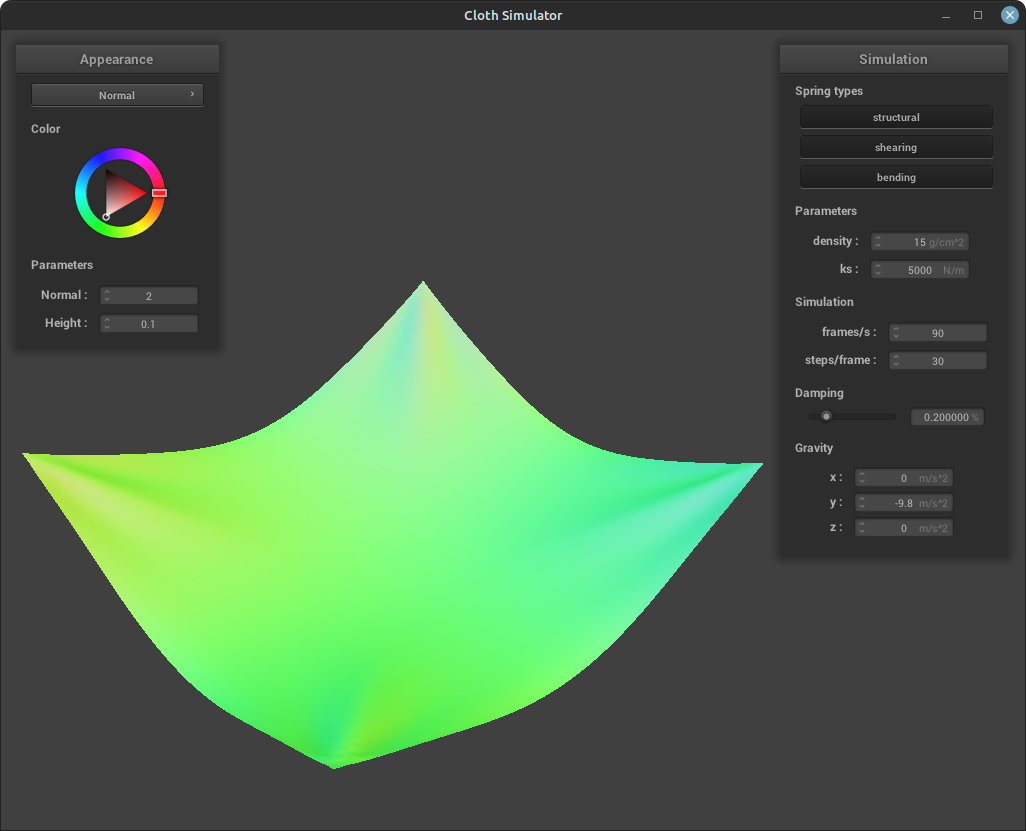 Cloth Simulator
Appearance
Normal
Color
Parameters
Normal : 2
Height : 0.1
Simulation
Spring types
structural
shearing
bending
Parameters
density : 15 g/cm^2
ks : 5000 N/m
Simulation
frames/s : 90
steps/frame : 30
Damping
0.200000 %
Gravity
x : 0 m/s^2
y : -9.8 m/s^2
z : 0 m/s^2